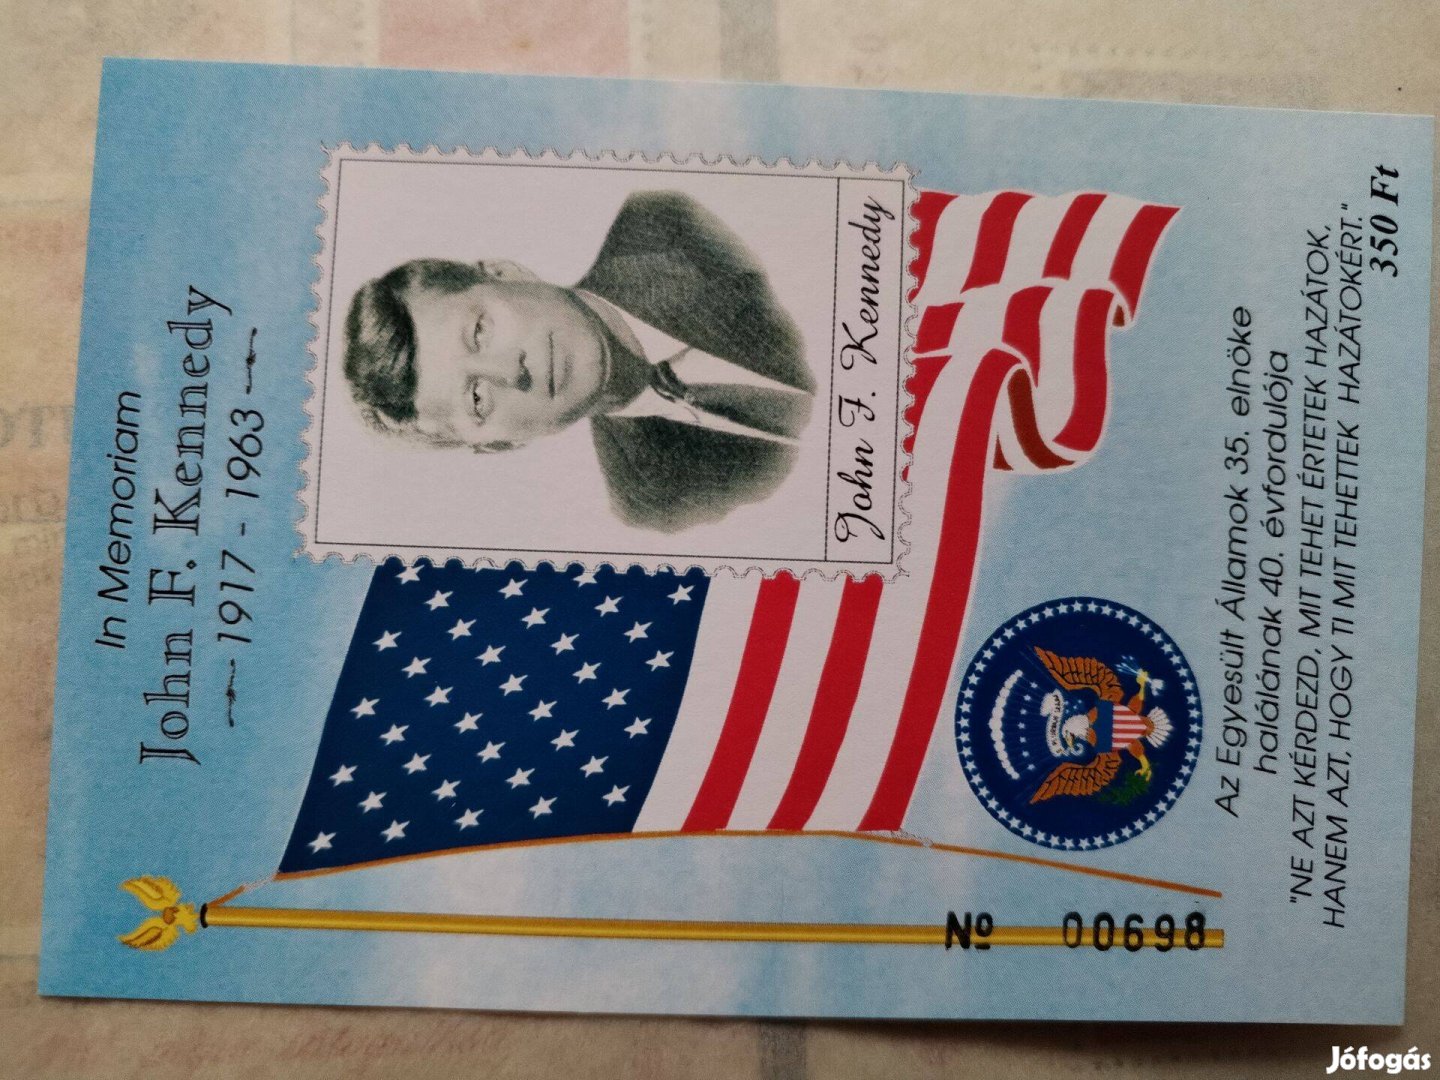 In Memoriam
John F. Kennedy
1917 - 1963
John F. Kennedy
Nº 00698
Az Egyesült Államok 35. elnöke
halálának 40. évfordulója
"NE AZT KÉRDEZD, MIT TEHET ÉRTETEK HAZÁTOK,
HANEM AZT, HOGY TI MIT TEHETTEK HAZÁTOKÉRT."
350 Ft
Jófogás